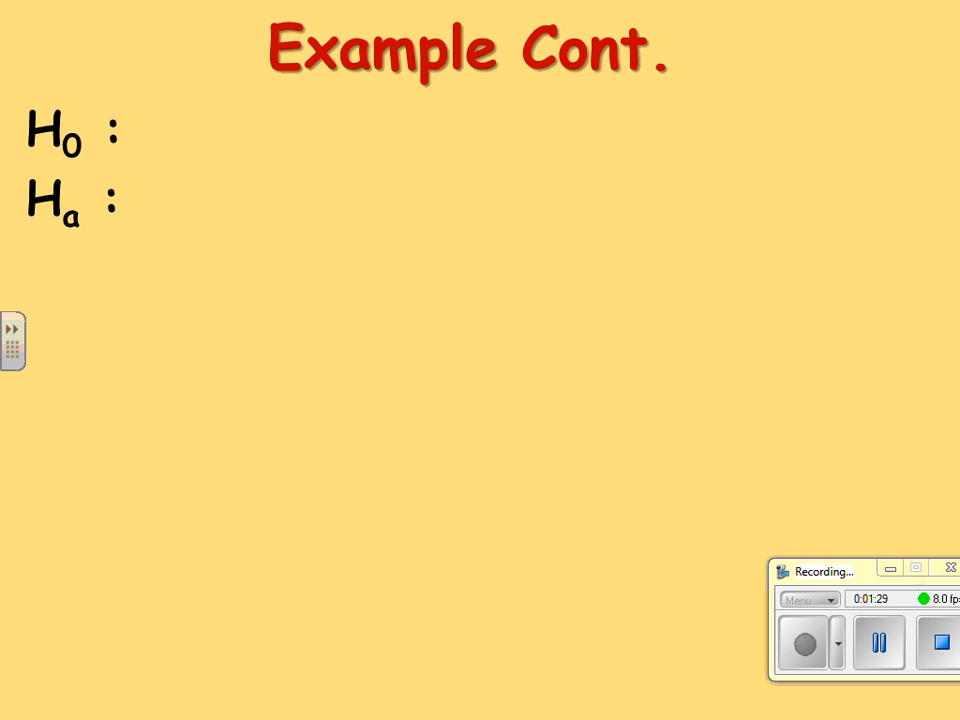 Example Cont.
H₀ :
Hₐ :
Recording...
Menu
0:01:29
8.0 fp